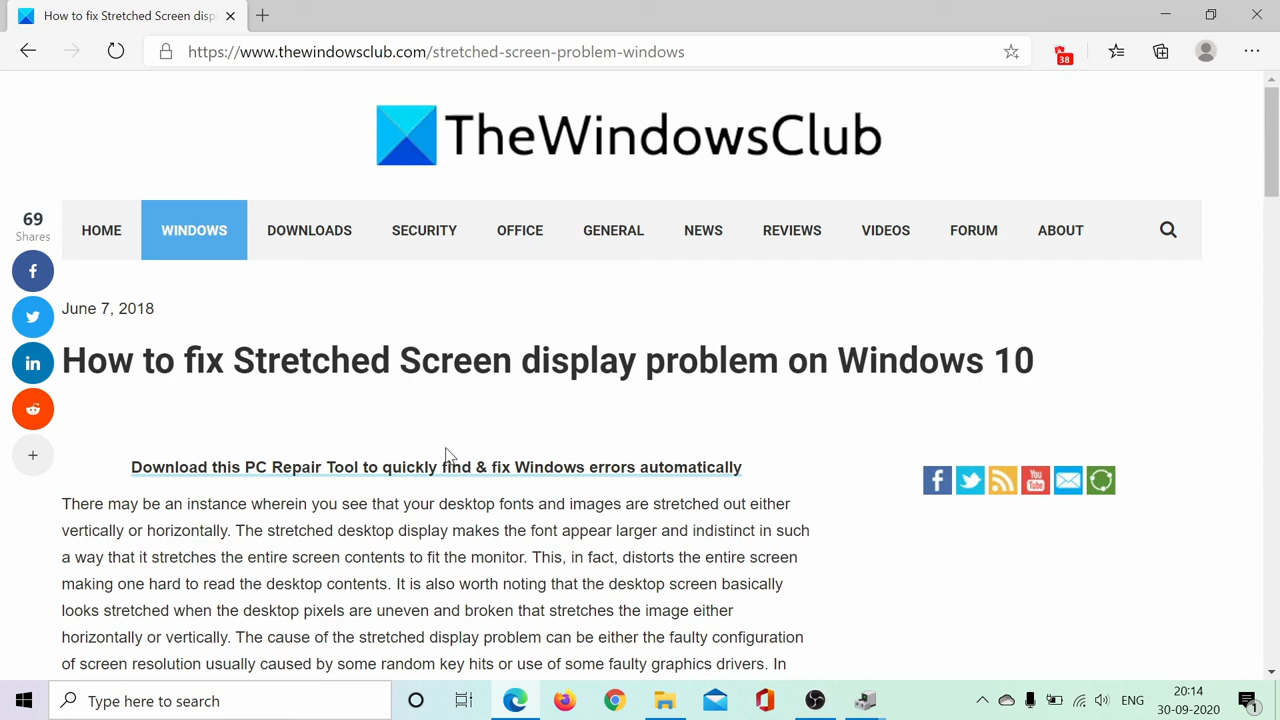 How to fix Stretched Screen disp
https://www.thewindowsclub.com/stretched-screen-problem-windows
38
TheWindowsClub
69
Shares
HOME WINDOWS DOWNLOADS SECURITY OFFICE GENERAL NEWS REVIEWS VIDEOS FORUM ABOUT
June 7, 2018
How to fix Stretched Screen display problem on Windows 10
Download this PC Repair Tool to quickly find & fix Windows errors automatically
There may be an instance wherein you see that your desktop fonts and images are stretched out either
vertically or horizontally. The stretched desktop display makes the font appear larger and indistinct in such
a way that it stretches the entire screen contents to fit the monitor. This, in fact, distorts the entire screen
making one hard to read the desktop contents. It is also worth noting that the desktop screen basically
looks stretched when the desktop pixels are uneven and broken that stretches the image either
horizontally or vertically. The cause of the stretched display problem can be either the faulty configuration
of screen resolution usually caused by some random key hits or use of some faulty graphics drivers. In
You
Tube
Type here to search
ENG
20:14
30-09-2020
1